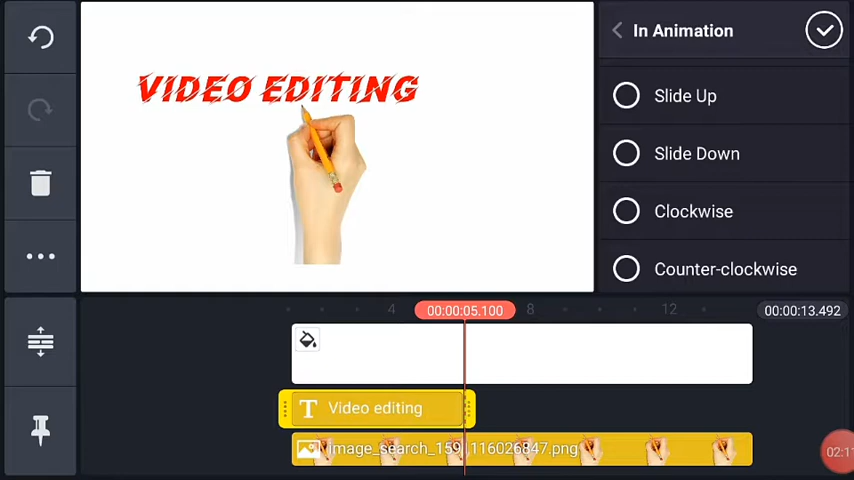 In Animation
VIDEO EDITING
Slide Up
Slide Down
Clockwise
Counter-clockwise
4
00:00:05.100
8
12
00:00:13.492
T Video editing
image_search_159
116026847.png
02:11